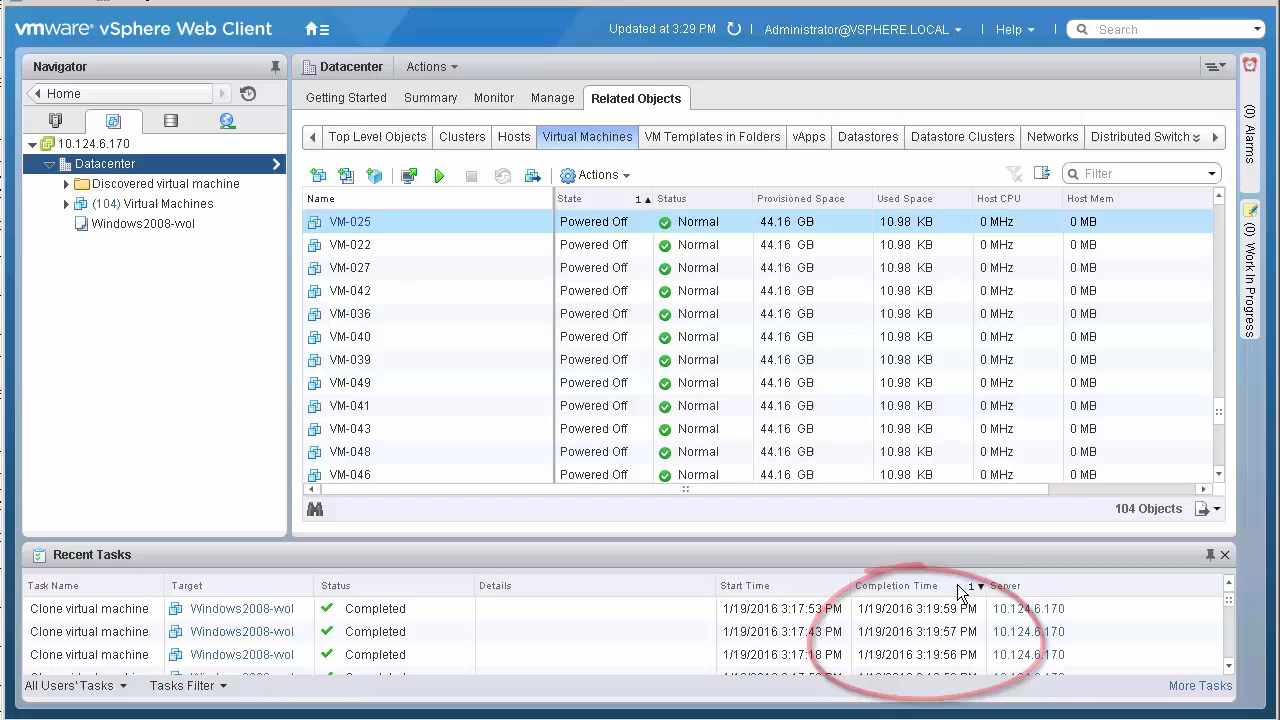 vmware® vSphere Web Client
Updated at 3:29 PM
Administrator@VSPHERE.LOCAL
Help
Search
Navigator
Home
10.124.6.170
Datacenter
Discovered virtual machine
(104) Virtual Machines
Windows2008-wol
Datacenter Actions
Getting Started Summary Monitor Manage Related Objects
Top Level Objects Clusters Hosts Virtual Machines VM Templates in Folders vApps Datastores Datastore Clusters Networks Distributed Switch
Actions Filter
Name State 1 Status Provisioned Space Used Space Host CPU Host Mem
VM-025 Powered Off Normal 44.16 GB 10.98 KB 0 MHz 0 MB
VM-022 Powered Off Normal 44.16 GB 10.98 KB 0 MHz 0 MB
VM-027 Powered Off Normal 44.16 GB 10.98 KB 0 MHz 0 MB
VM-042 Powered Off Normal 44.16 GB 10.98 KB 0 MHz 0 MB
VM-036 Powered Off Normal 44.16 GB 10.98 KB 0 MHz 0 MB
VM-040 Powered Off Normal 44.16 GB 10.98 KB 0 MHz 0 MB
VM-039 Powered Off Normal 44.16 GB 10.98 KB 0 MHz 0 MB
VM-049 Powered Off Normal 44.16 GB 10.98 KB 0 MHz 0 MB
VM-041 Powered Off Normal 44.16 GB 10.98 KB 0 MHz 0 MB
VM-043 Powered Off Normal 44.16 GB 10.98 KB 0 MHz 0 MB
VM-048 Powered Off Normal 44.16 GB 10.98 KB 0 MHz 0 MB
VM-046 Powered Off Normal 44.16 GB 10.98 KB 0 MHz 0 MB
104 Objects
(0) Alarms
(0) Work In Progress
Recent Tasks
Task Name Target Status Details Start Time Completion Time 1 Server
Clone virtual machine Windows2008-wol Completed 1/19/2016 3:17:53 PM 1/19/2016 3:19:59 PM 10.124.6.170
Clone virtual machine Windows2008-wol Completed 1/19/2016 3:17:43 PM 1/19/2016 3:19:57 PM 10.124.6.170
Clone virtual machine Windows2008-wol Completed 1/19/2016 3:17:18 PM 1/19/2016 3:19:56 PM 10.124.6.170
All Users' Tasks Tasks Filter More Tasks